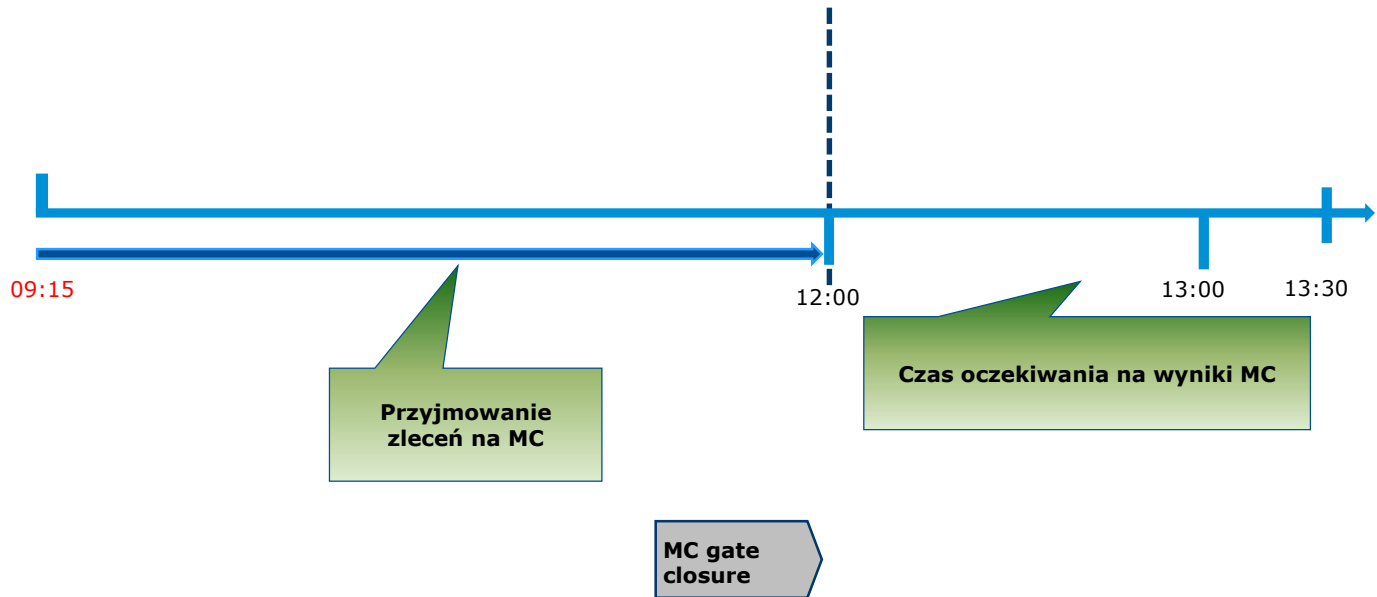 09:15
12:00
13:00
13:30
Przyjmowanie
zleceń na MC
Czas oczekiwania na wyniki MC
MC gate
closure